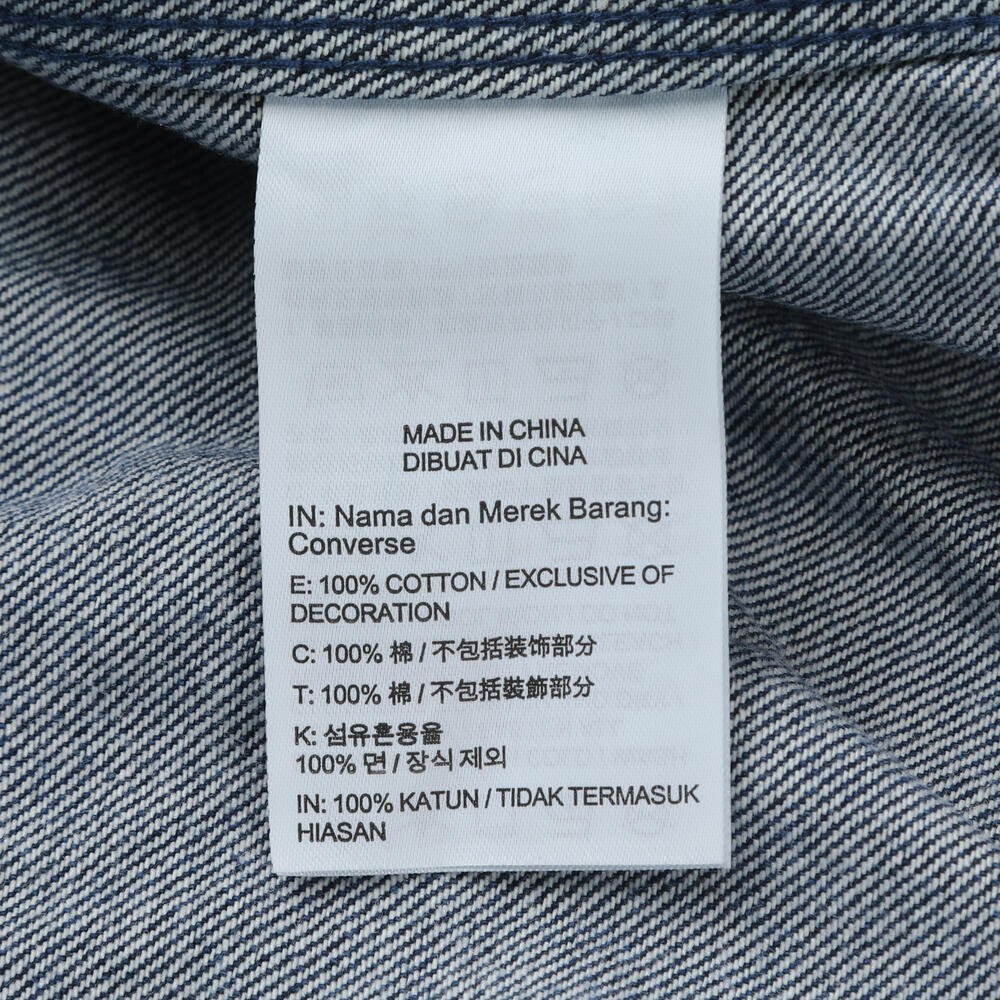 MADE IN CHINA
DIBUAT DI CINA
IN: Nama dan Merek Barang:
Converse
E: 100% COTTON / EXCLUSIVE OF
DECORATION
C: 100% 棉 / 不包括装饰部分
T: 100% 棉 / 不包括裝飾部分
K: 섬유혼용율
100% 면 / 장식 제외
IN: 100% KATUN / TIDAK TERMASUK
HIASAN